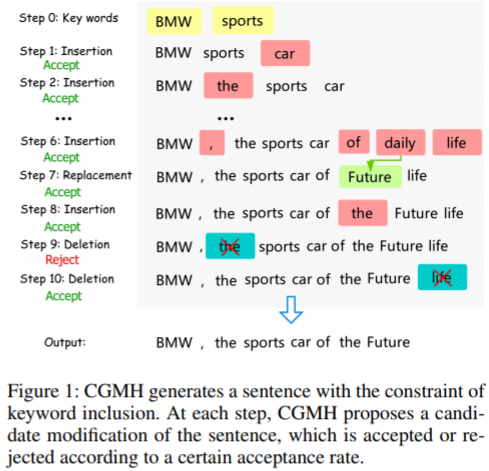 Step 0: Key words BMW sports
Step 1: Insertion BMW sports car
Accept
Step 2: Insertion BMW the sports car
Accept
••• •••
Step 6: Insertion BMW , the sports car of daily life
Accept
Step 7: Replacement BMW , the sports car of Future life
Accept
Step 8: Insertion BMW , the sports car of the Future life
Accept
Step 9: Deletion BMW , the sports car of the Future life
Reject
Step 10: Deletion BMW , the sports car of the Future life
Accept
Output: BMW , the sports car of the Future
Figure 1: CGMH generates a sentence with the constraint of
keyword inclusion. At each step, CGMH proposes a candi-
date modification of the sentence, which is accepted or re-
jected according to a certain acceptance rate.